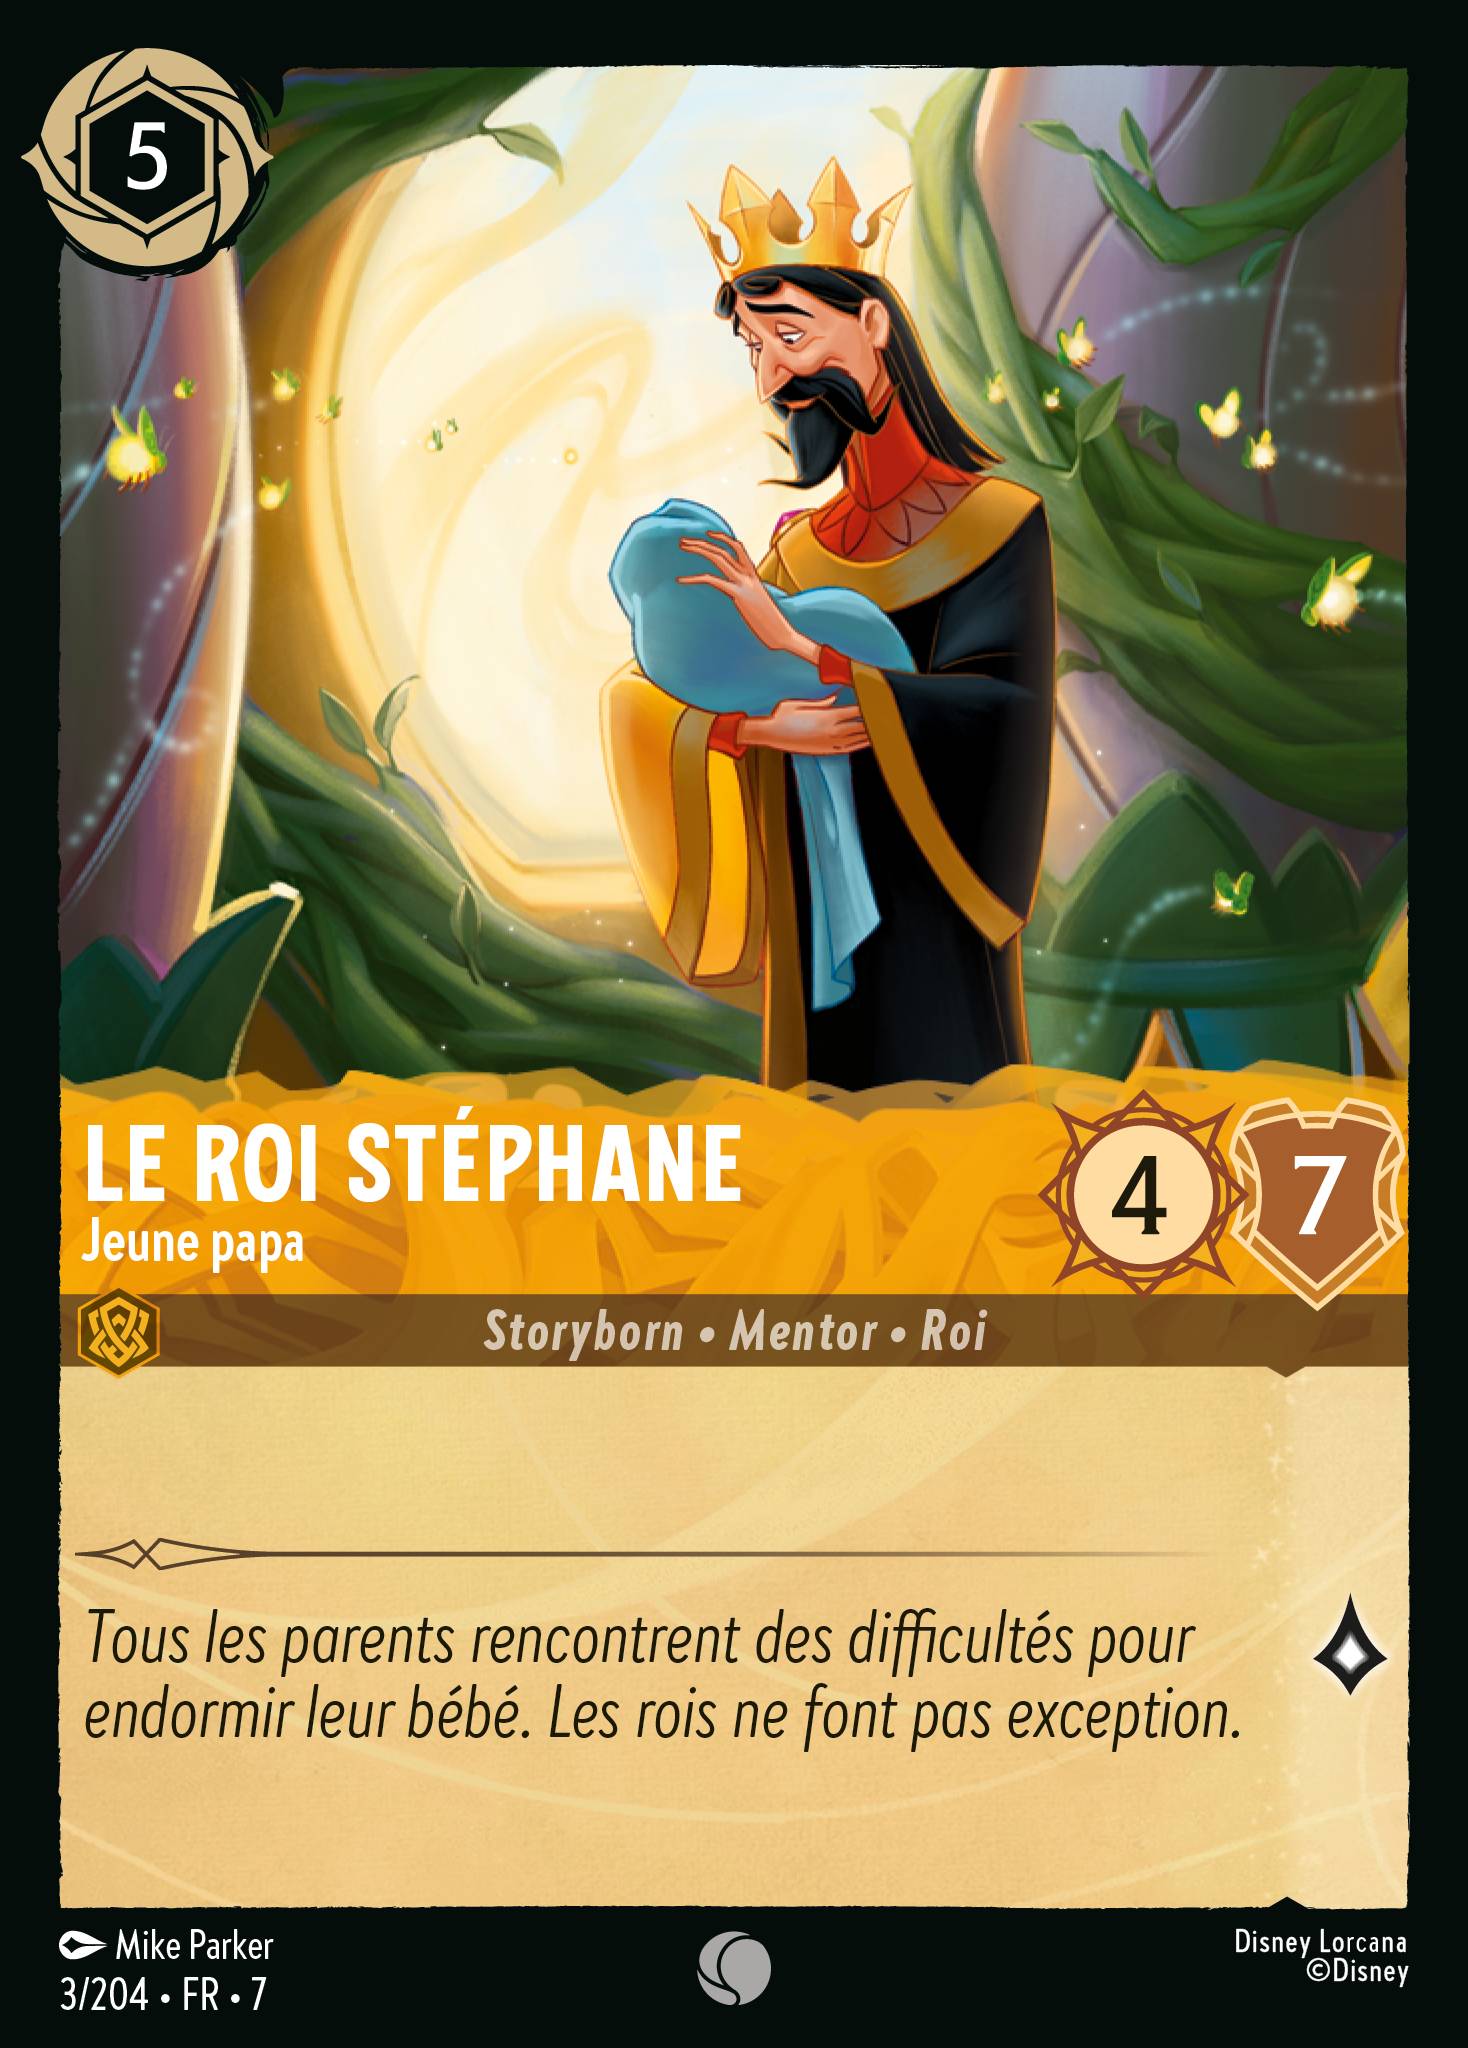 5
LE ROI STÉPHANE
Jeune papa
4
7
Storyborn • Mentor • Roi
Tous les parents rencontrent des difficultés pour
endormir leur bébé. Les rois ne font pas exception.
Mike Parker
3/204 • FR • 7
Disney Lorcana
©Disney